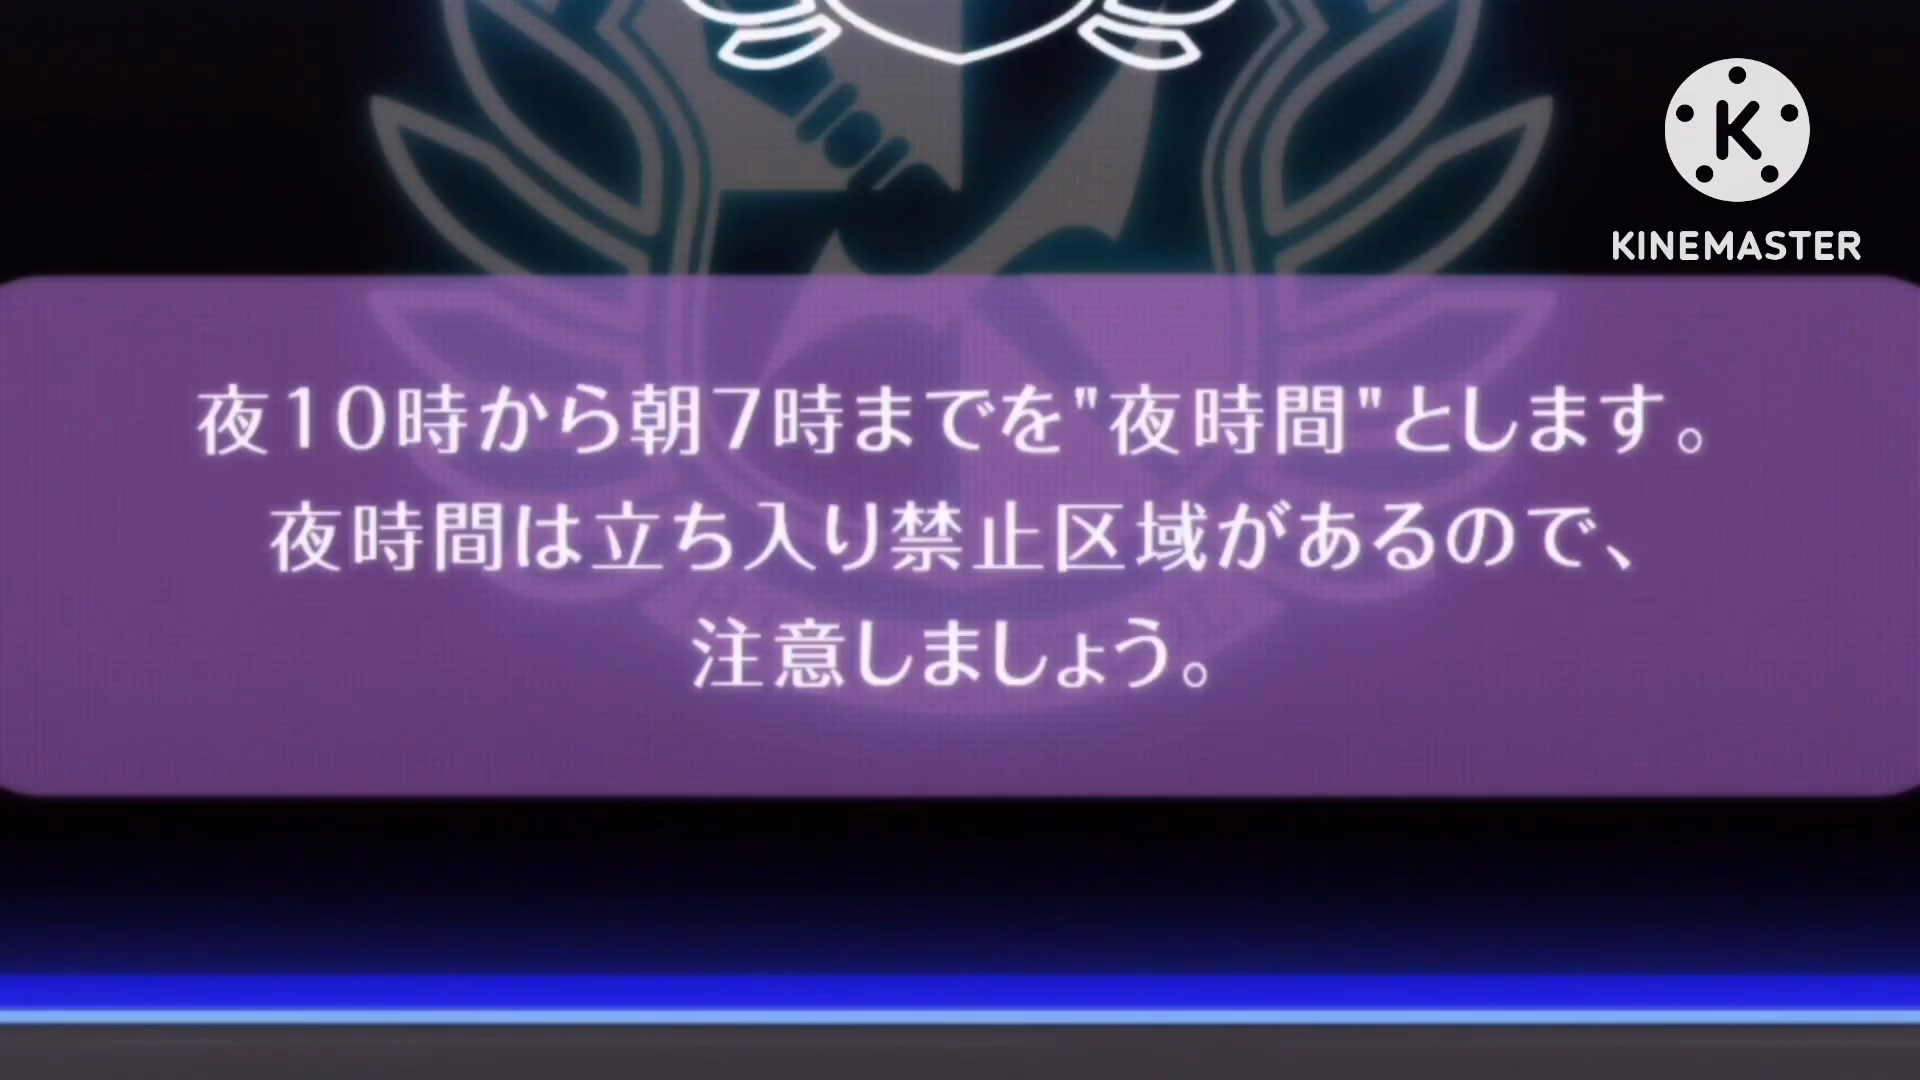 K
KINEMASTER
夜10時から朝7時までを"夜時間"とします。
夜時間は立ち入り禁止区域があるので、
注意しましょう。